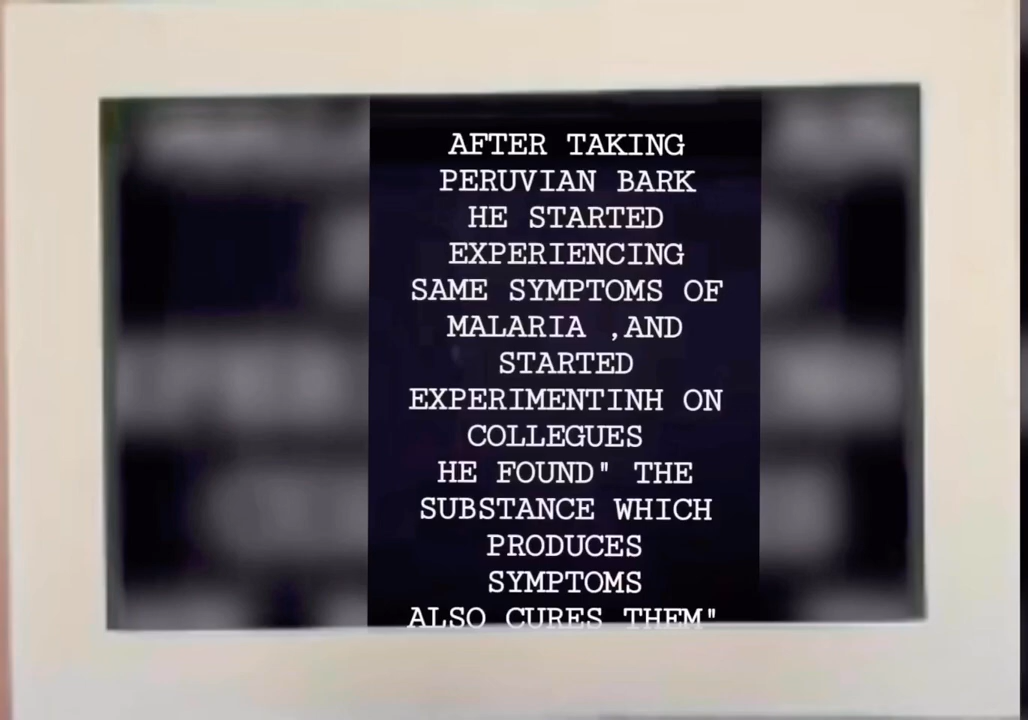 AFTER TAKING
PERUVIAN BARK
HE STARTED
EXPERIENCING
SAME SYMPTOMS OF
MALARIA ,AND
STARTED
EXPERIMENTINH ON
COLLEGUES
HE FOUND" THE
SUBSTANCE WHICH
PRODUCES
SYMPTOMS
ALSO CURES THEM"